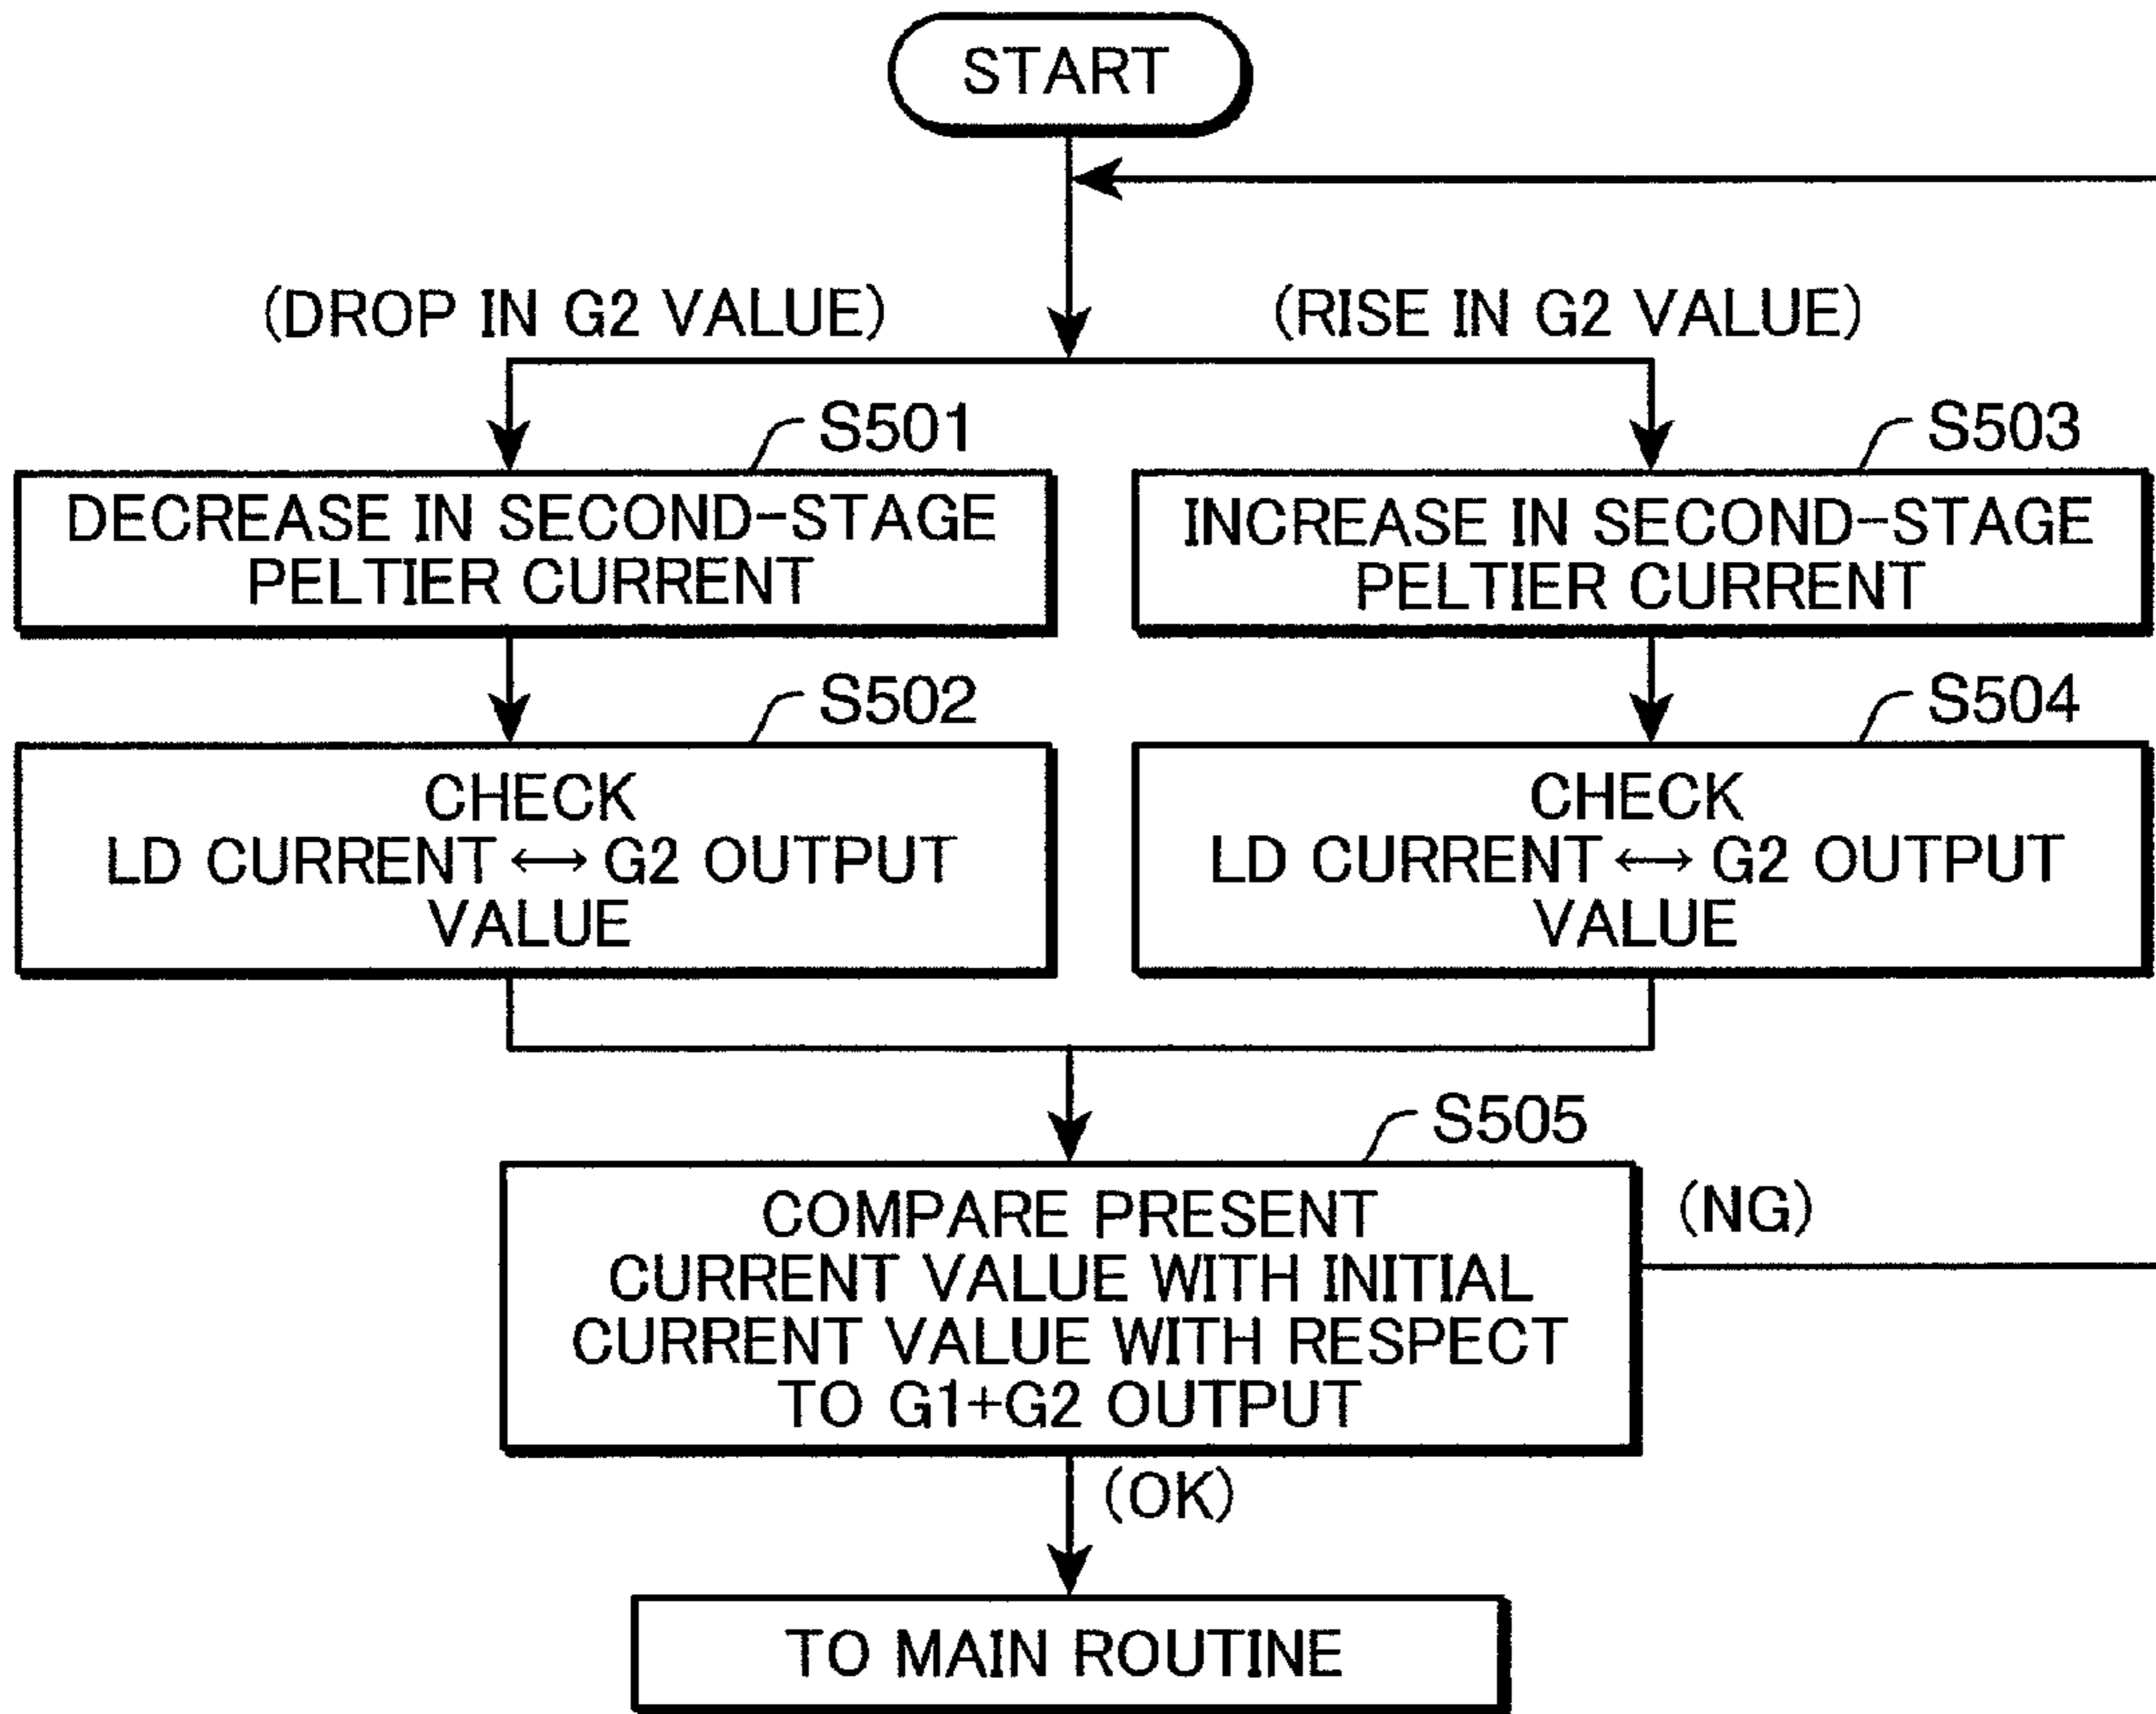 START
(DROP IN G2 VALUE)
(RISE IN G2 VALUE)
S501
DECREASE IN SECOND-STAGE
PELTIER CURRENT
S503
INCREASE IN SECOND-STAGE
PELTIER CURRENT
S502
CHECK
LD CURRENT ↔ G2 OUTPUT
VALUE
S504
CHECK
LD CURRENT ↔ G2 OUTPUT
VALUE
S505
COMPARE PRESENT
CURRENT VALUE WITH INITIAL
CURRENT VALUE WITH RESPECT
TO G1+G2 OUTPUT
(NG)
(OK)
TO MAIN ROUTINE